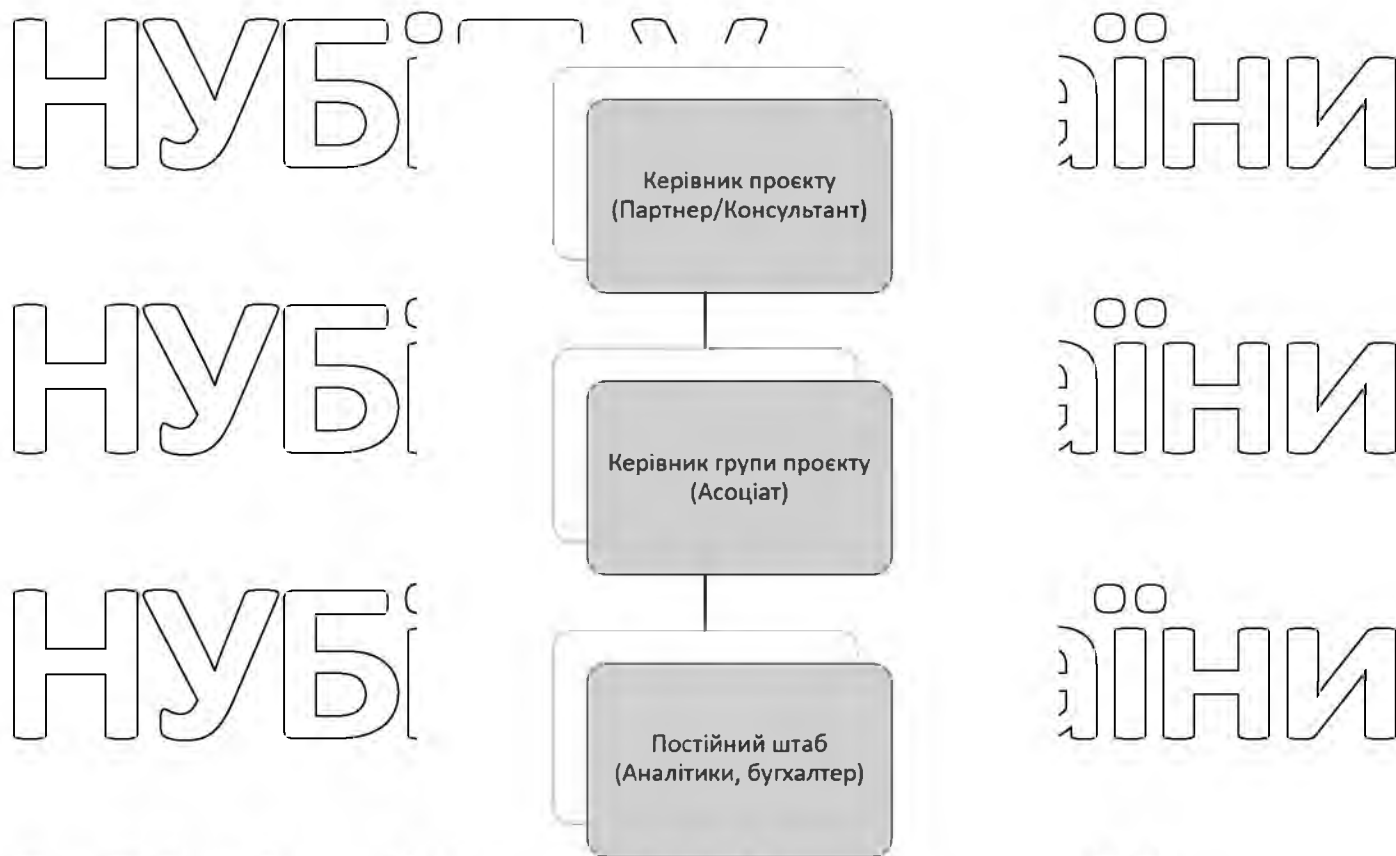 Керівник проєкту
(Партнер/Консультант)
Керівник групи проєкту
(Асоціат)
Постійний штаб
(Аналітики, бугхалтер)